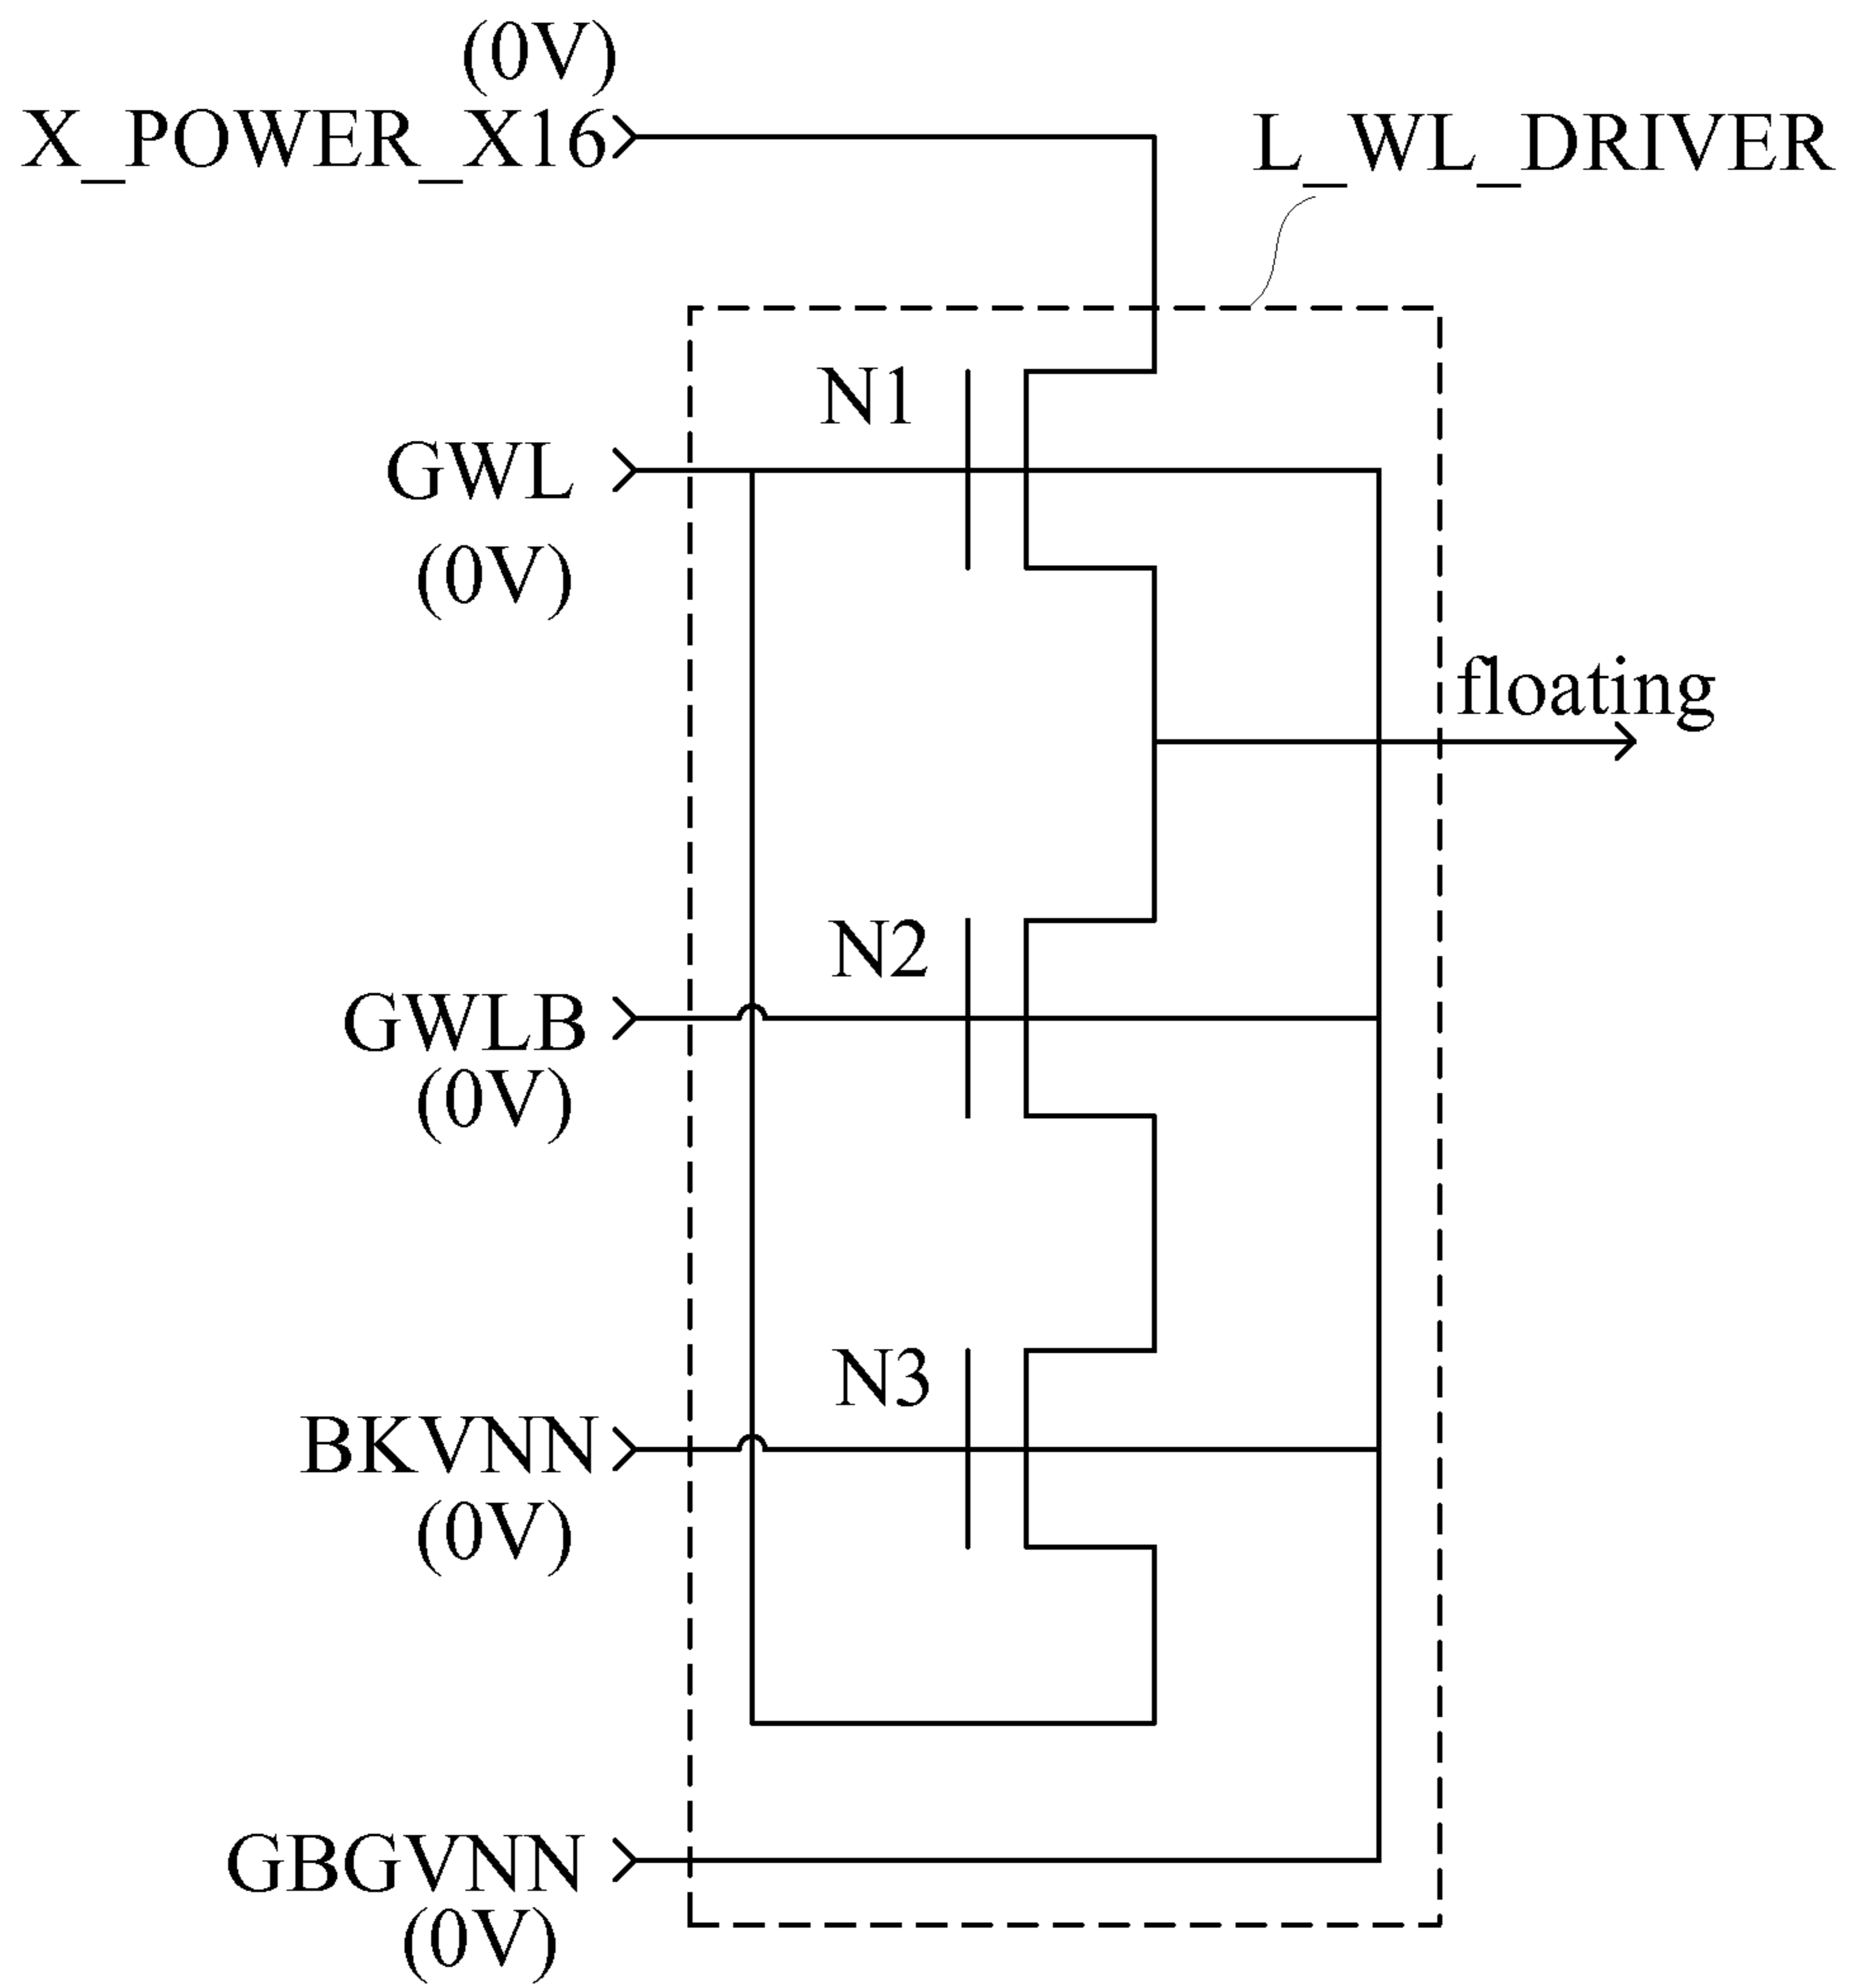 (0V)
X_POWER_X16
L_WL_DRIVER
N1
GWL
(0V)
floating
N2
GWLB
(0V)
N3
BKVNN
(0V)
GBGVNN
(0V)